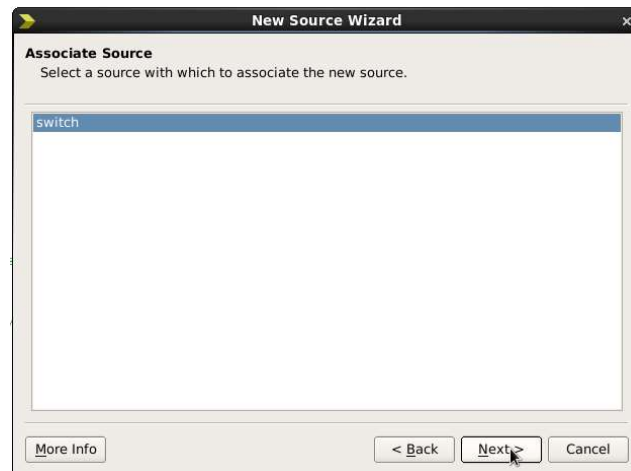 New Source Wizard
Associate Source
Select a source with which to associate the new source.
switch
More Info
< Back
Next >
Cancel